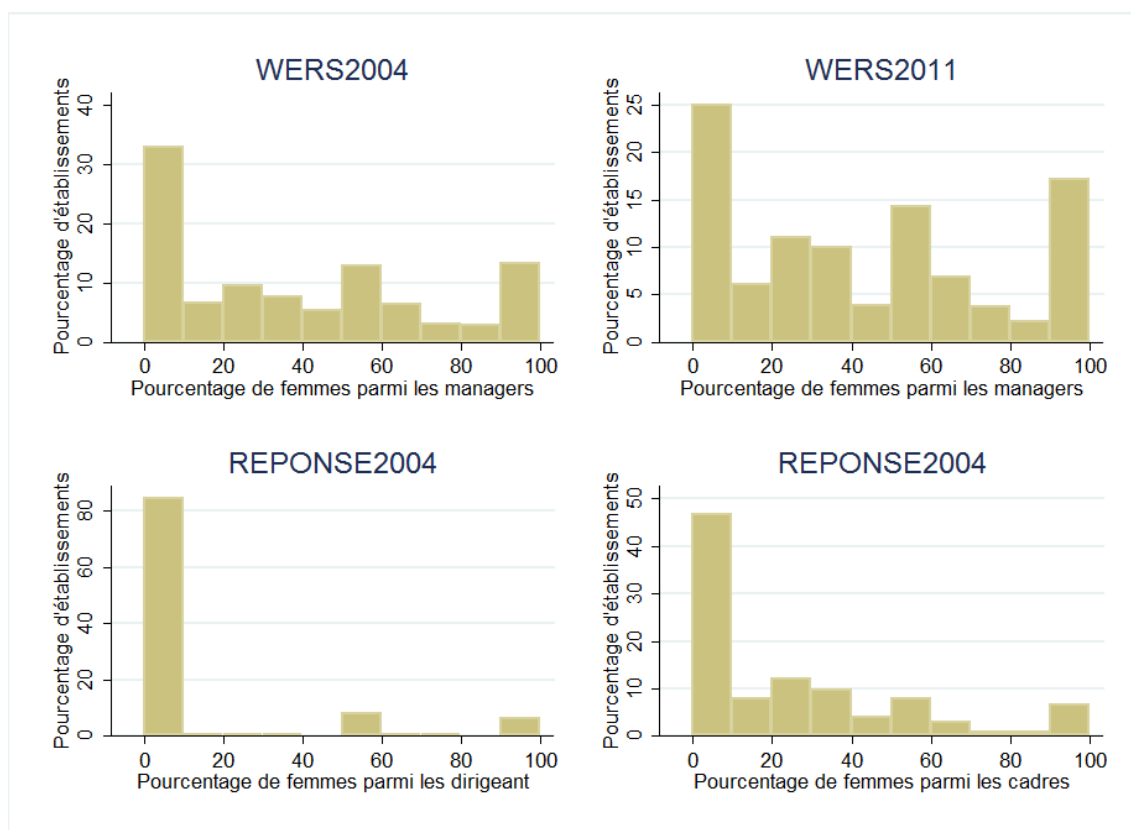 WERS2004
Pourcentage d'établissements
40
30
20
10
0
0 20 40 60 80 100
Pourcentage de femmes parmi les managers
WERS2011
Pourcentage d'établissements
25
20
15
10
5
0
0 20 40 60 80 100
Pourcentage de femmes parmi les managers
REPONSE2004
Pourcentage d'établissements
80
60
40
20
0
0 20 40 60 80 100
Pourcentage de femmes parmi les dirigeant
REPONSE2004
Pourcentage d'établissements
50
40
30
20
10
0
0 20 40 60 80 100
Pourcentage de femmes parmi les cadres